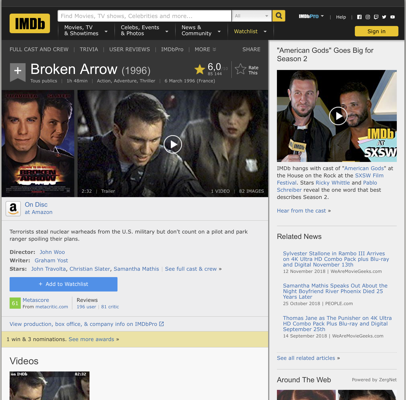 IMDb
Find Movies, TV shows, Celebrities and more...
All
IMDbPro
Help
Movies, TV
& Showtimes
Celebs, Events
& Photos
News &
Community
Watchlist
Sign in
FULL CAST AND CREW | TRIVIA | USER REVIEWS | IMDbPro | MORE
SHARE
Broken Arrow (1996)
6,0
Rate
This
Tous publics | 1h 48min | Action, Adventure, Thriller | 6 March 1996 (France)
BROKEN
ARROW
2:32 | Trailer
1 VIDEO | 82 IMAGES
On Disc
at Amazon
Terrorists steal nuclear warheads from the U.S. military but don't count on a pilot and park
ranger spoiling their plans.
Director: John Woo
Writer: Graham Yost
Stars: John Travolta, Christian Slater, Samantha Mathis | See full cast & crew »
+ Add to Watchlist
Metascore
From metacritic.com
Reviews
198 user | 81 critic
View production, box office, & company info on IMDbPro
1 win & 3 nominations. See more awards »
Videos
02:32
"American Gods" Goes Big for
Season 2
IMDb
AT
SXSW
IMDb hangs with cast of "American Gods" at
the House on the Rock at the SXSW Film
Festival. Stars Ricky Whittle and Pablo
Schreiber reveal the one word that best
describes Season 2.
Hear from the cast »
Related News
Sylvester Stallone in Rambo III Arrives
on 4K Ultra HD Combo Pack plus Blu-ray
and Digital November 13th
12 November 2018 | WeAreMovieGeeks.com
Samantha Mathis Speaks Out About the
Night Boyfriend River Phoenix Died 25
Years Later
25 October 2018 | PEOPLE.com
Thomas Jane as The Punisher on 4K Ultra
HD Combo Pack Plus Blu-ray and Digital
September 25th
14 September 2018 | WeAreMovieGeeks.com
See all related articles »
Around The Web
Powered by ZergNet